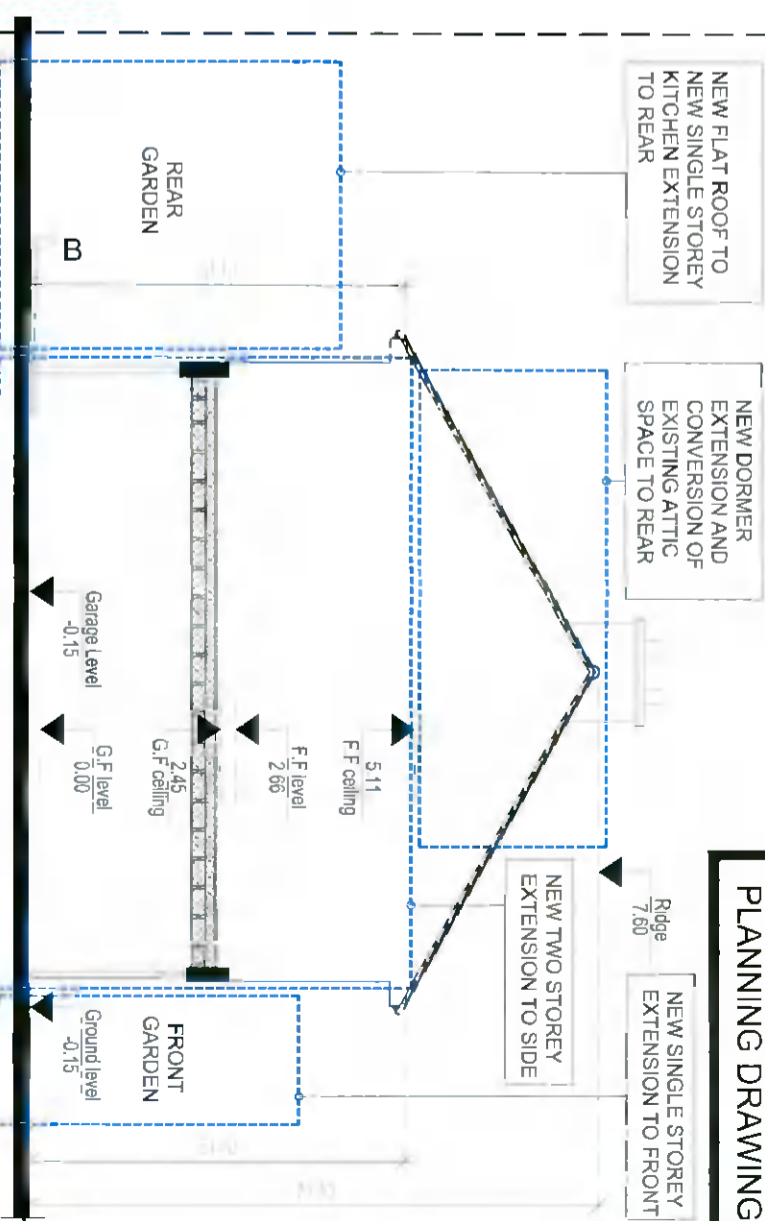 PLANNING DRAWING
NEW FLAT ROOF TO
NEW SINGLE STOREY
KITCHEN EXTENSION
TO REAR
NEW DORMER
EXTENSION AND
CONVERSION OF
EXISTING ATTIC
SPACE TO REAR
Ridge
7.60
NEW SINGLE STOREY
EXTENSION TO FRONT
NEW TWO STOREY
EXTENSION TO SIDE
5.11
F.F ceiling
F.F level
2.66
2.45
G.F ceiling
G.F level
0.00
Garage Level
-0.15
REAR
GARDEN
B
FRONT
GARDEN
Ground level
-0.15